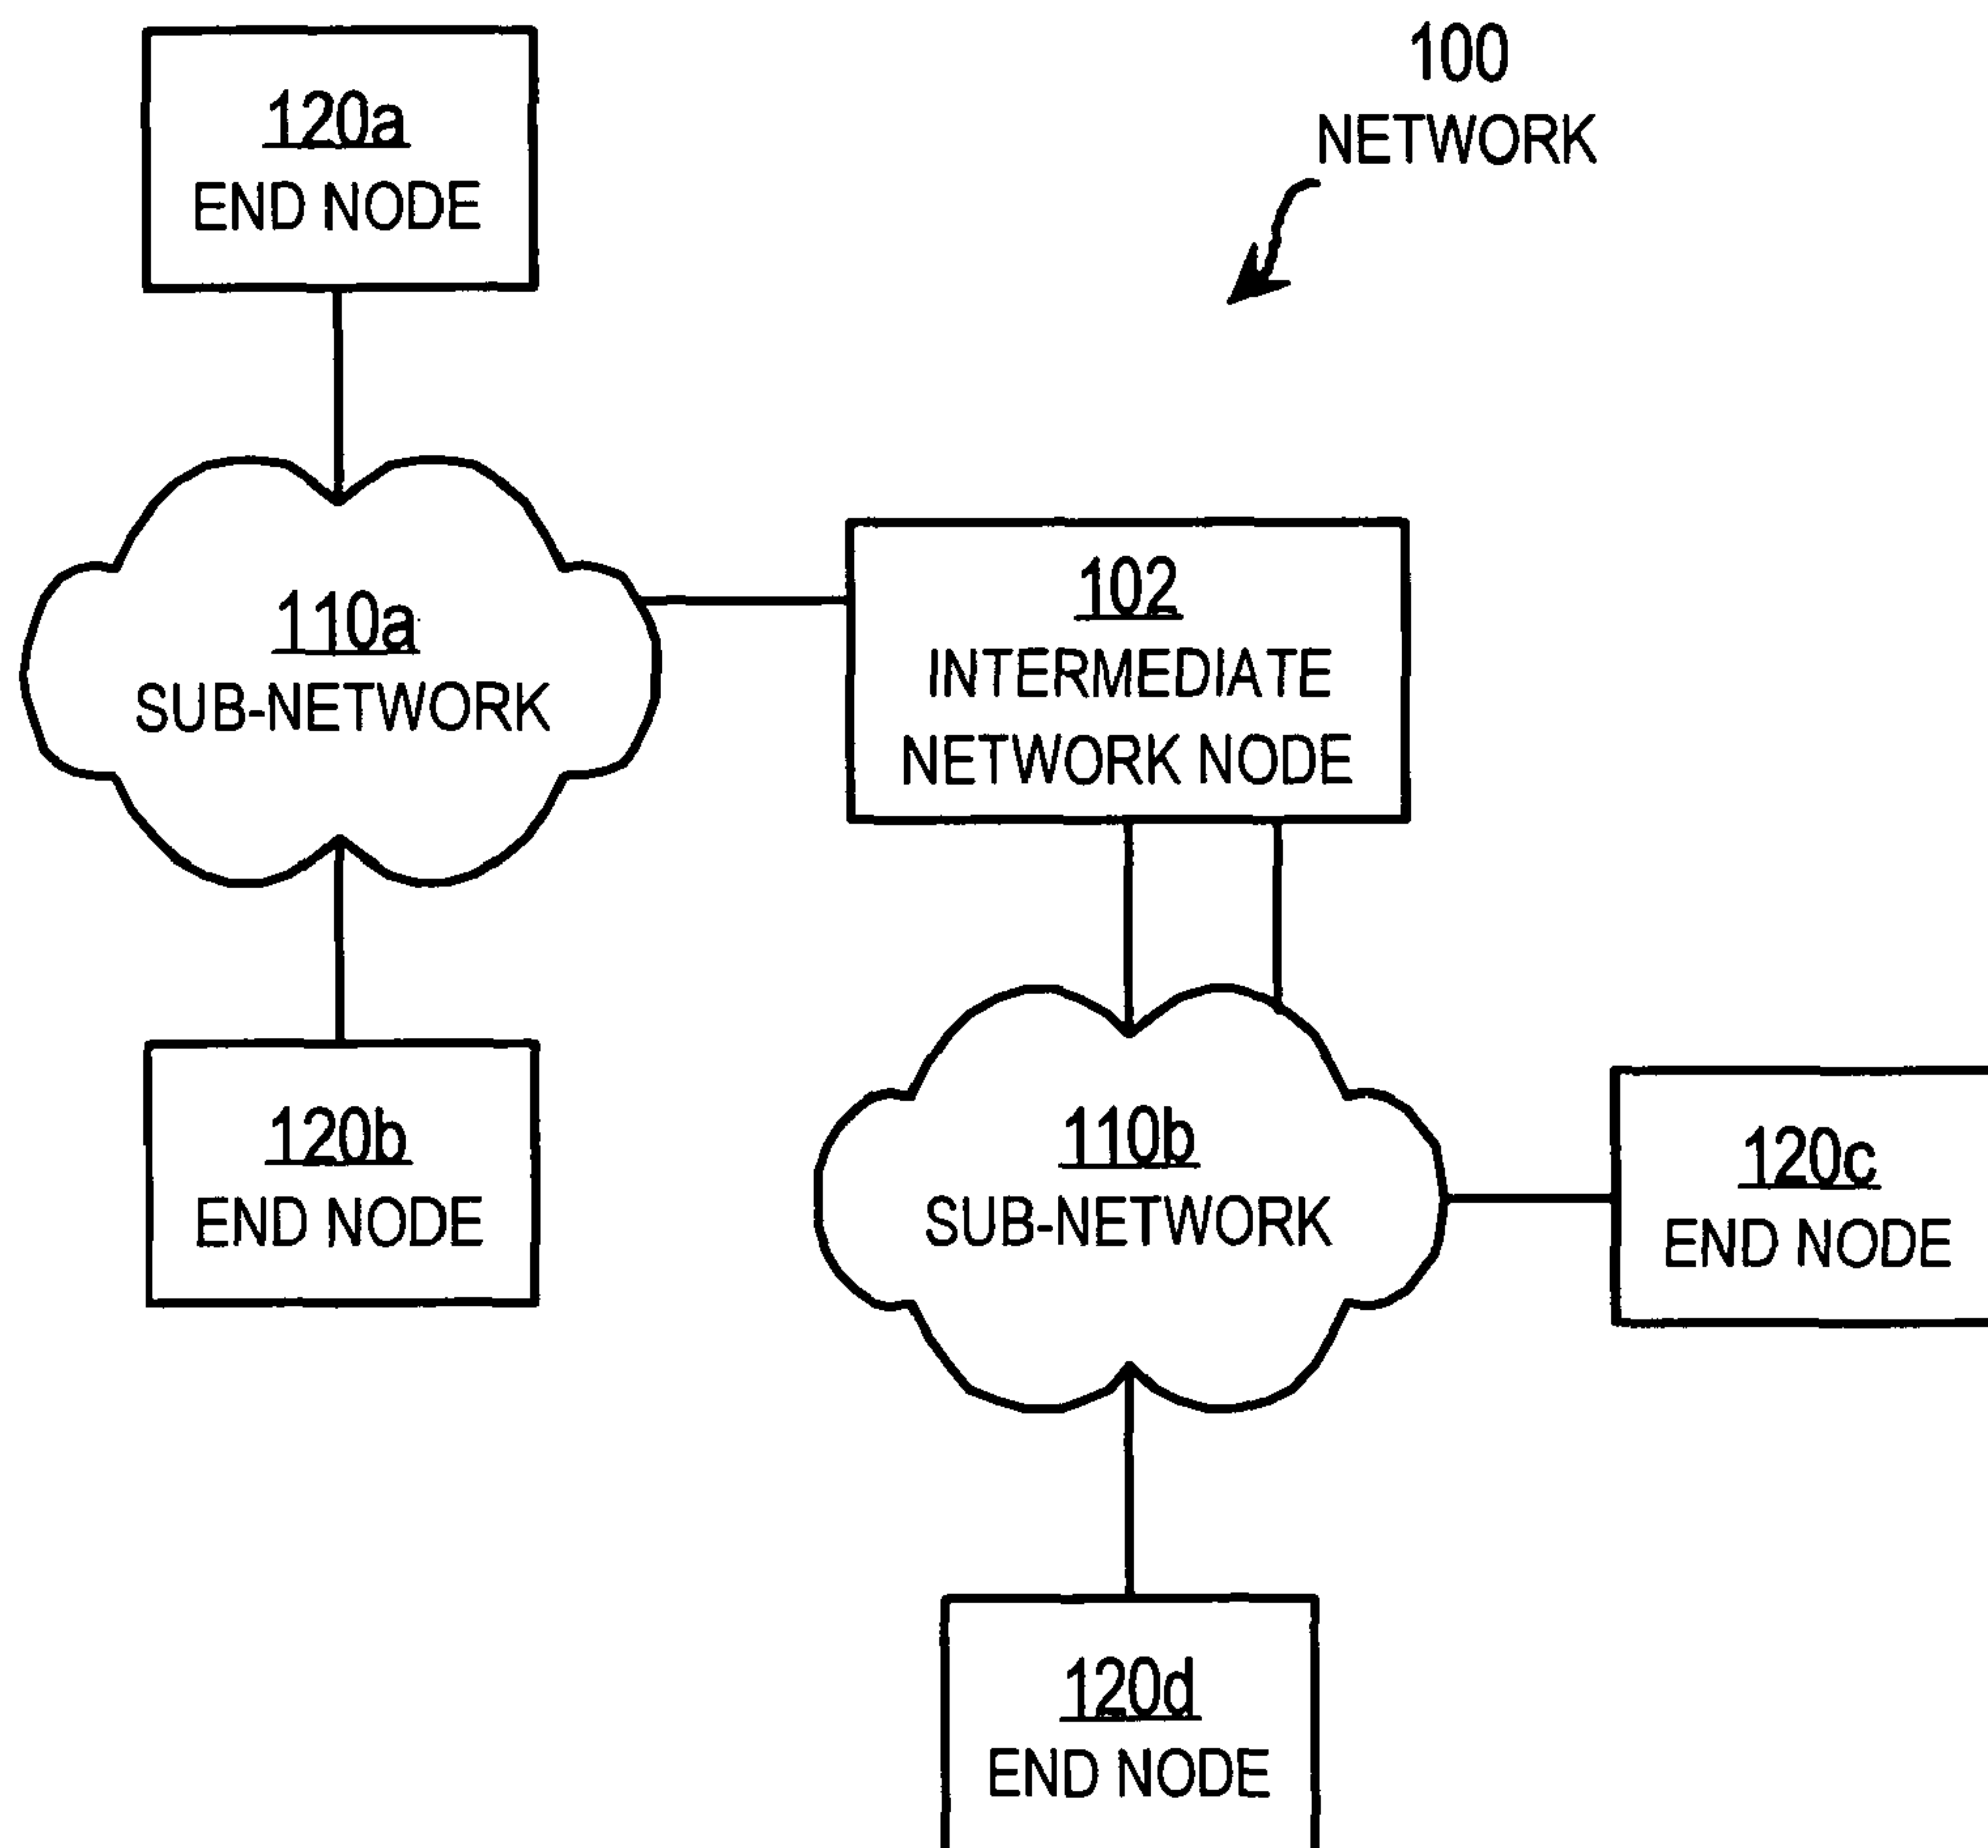 120a
END NODE
100
NETWORK
110a
SUB-NETWORK
102
INTERMEDIATE
NETWORK NODE
120b
END NODE
110b
SUB-NETWORK
120c
END NODE
120d
END NODE